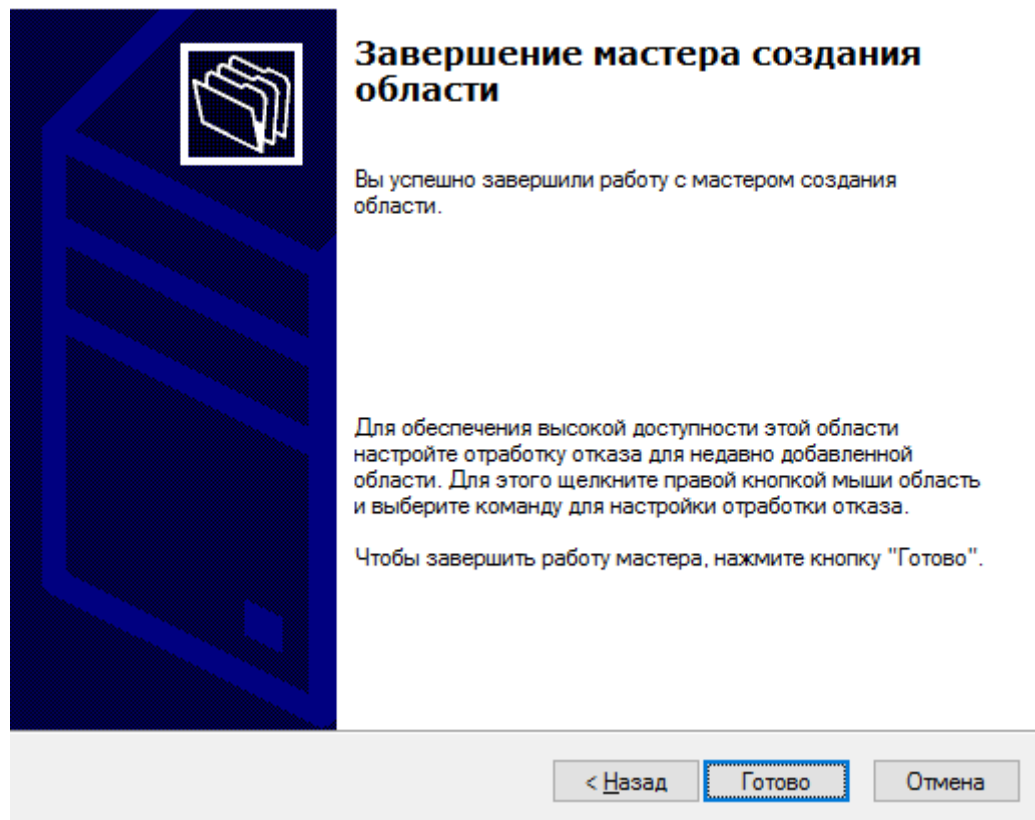 Завершение мастера создания
области
Вы успешно завершили работу с мастером создания
области.
Для обеспечения высокой доступности этой области
настройте отработку отказа для недавно добавленной
области. Для этого щелкните правой кнопкой мыши область
и выберите команду для настройки отработки отказа.
Чтобы завершить работу мастера, нажмите кнопку "Готово".
< Назад
Готово
Отмена